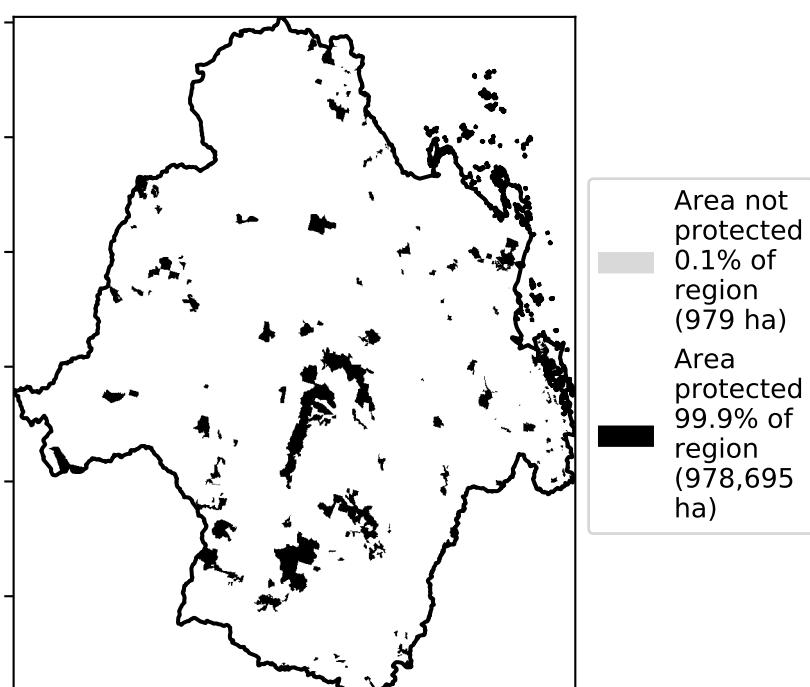 Area not
protected
0.1% of
region
(979 ha)
Area
protected
99.9% of
region
(978,695
ha)